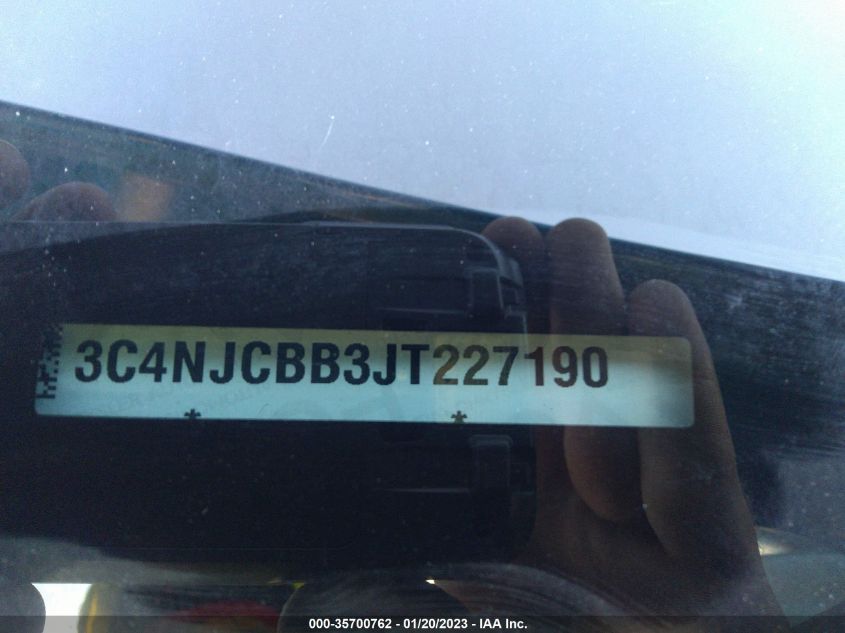 3C4NJCBB3JT227190
000-35700762 - 01/20/2023 - IAA Inc.